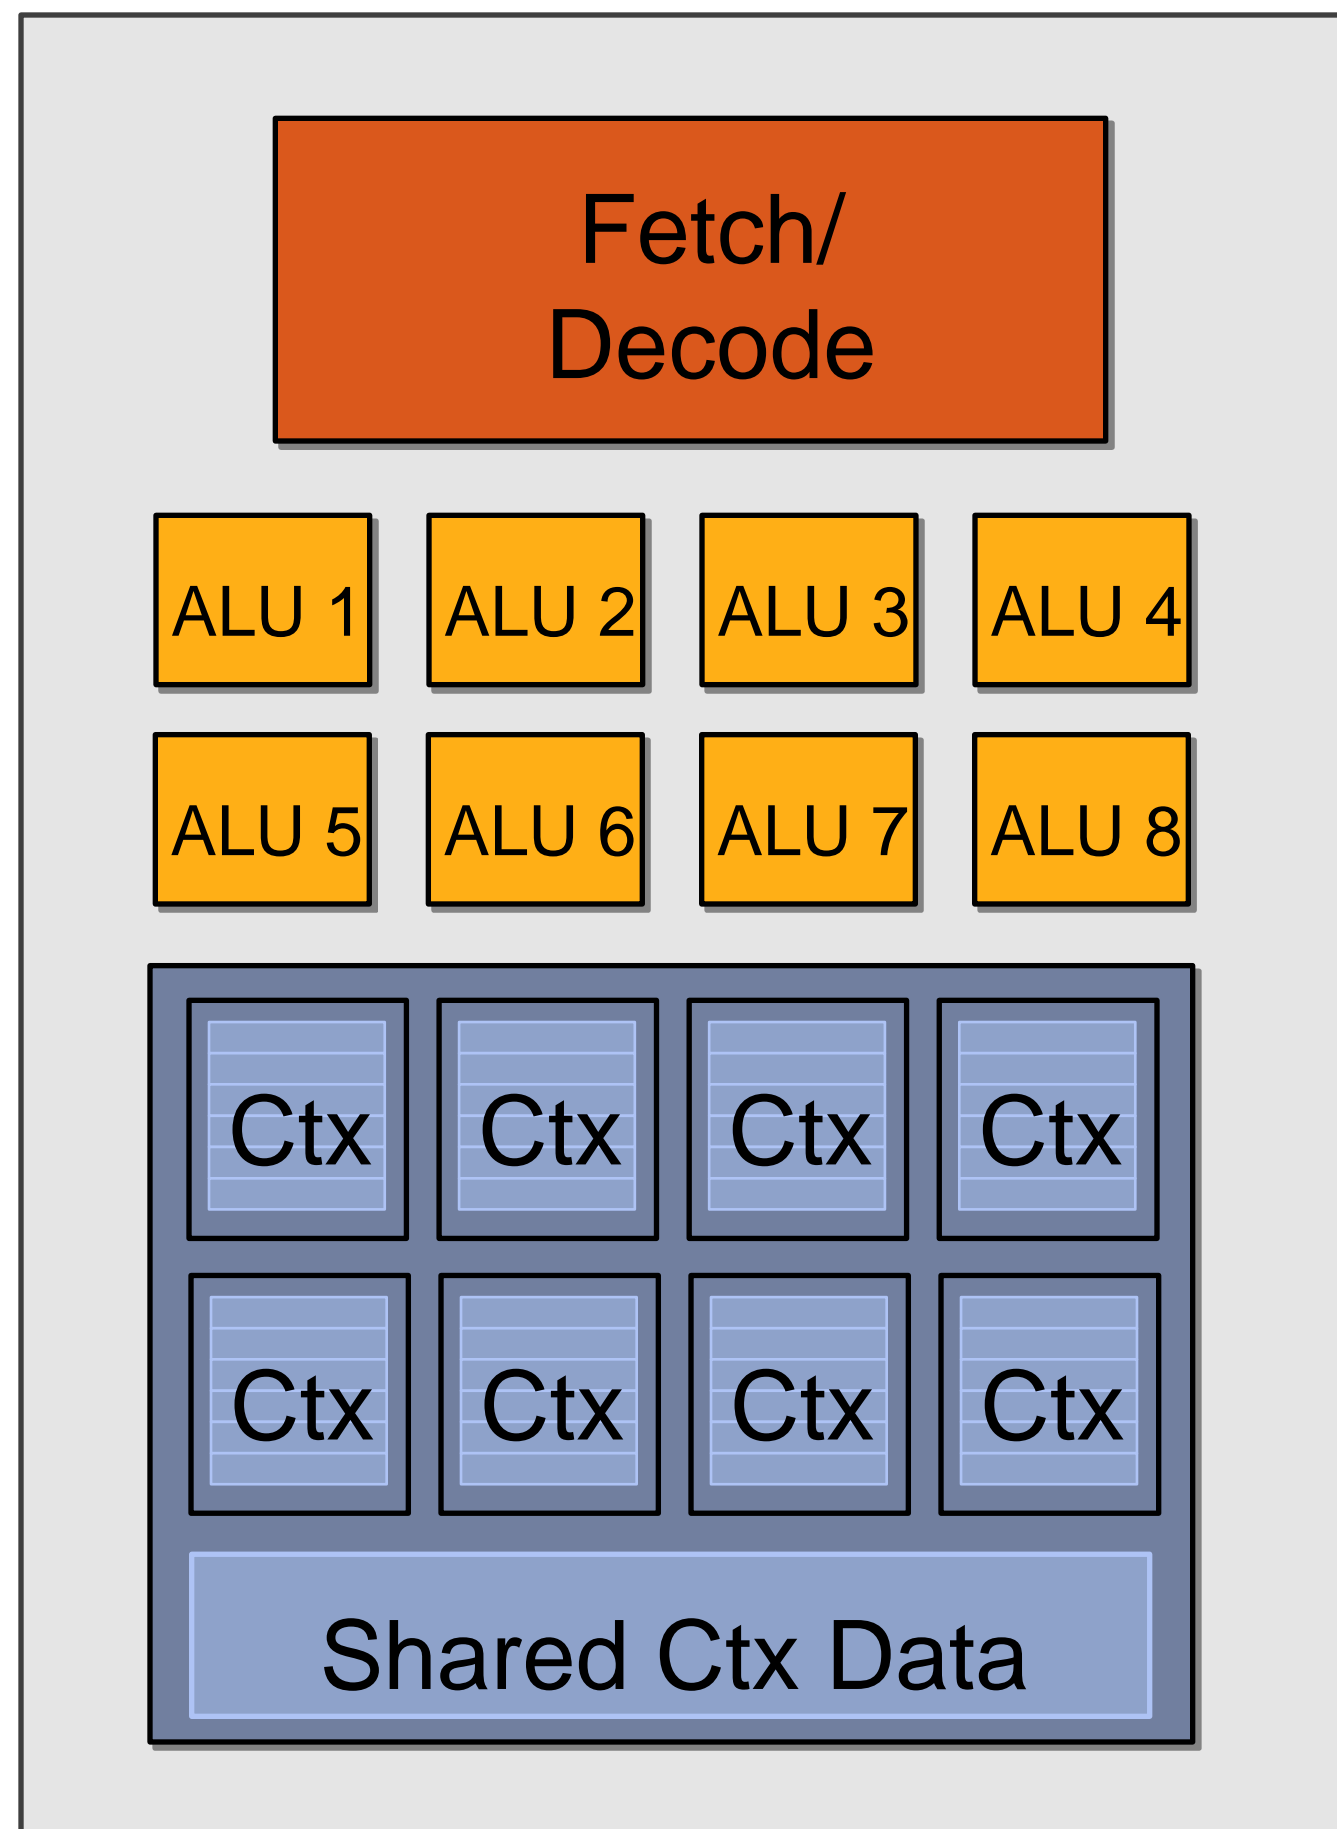 Fetch/
Decode
ALU 1 ALU 2 ALU 3 ALU 4
ALU 5 ALU 6 ALU 7 ALU 8
Ctx Ctx Ctx Ctx
Ctx Ctx Ctx Ctx
Shared Ctx Data